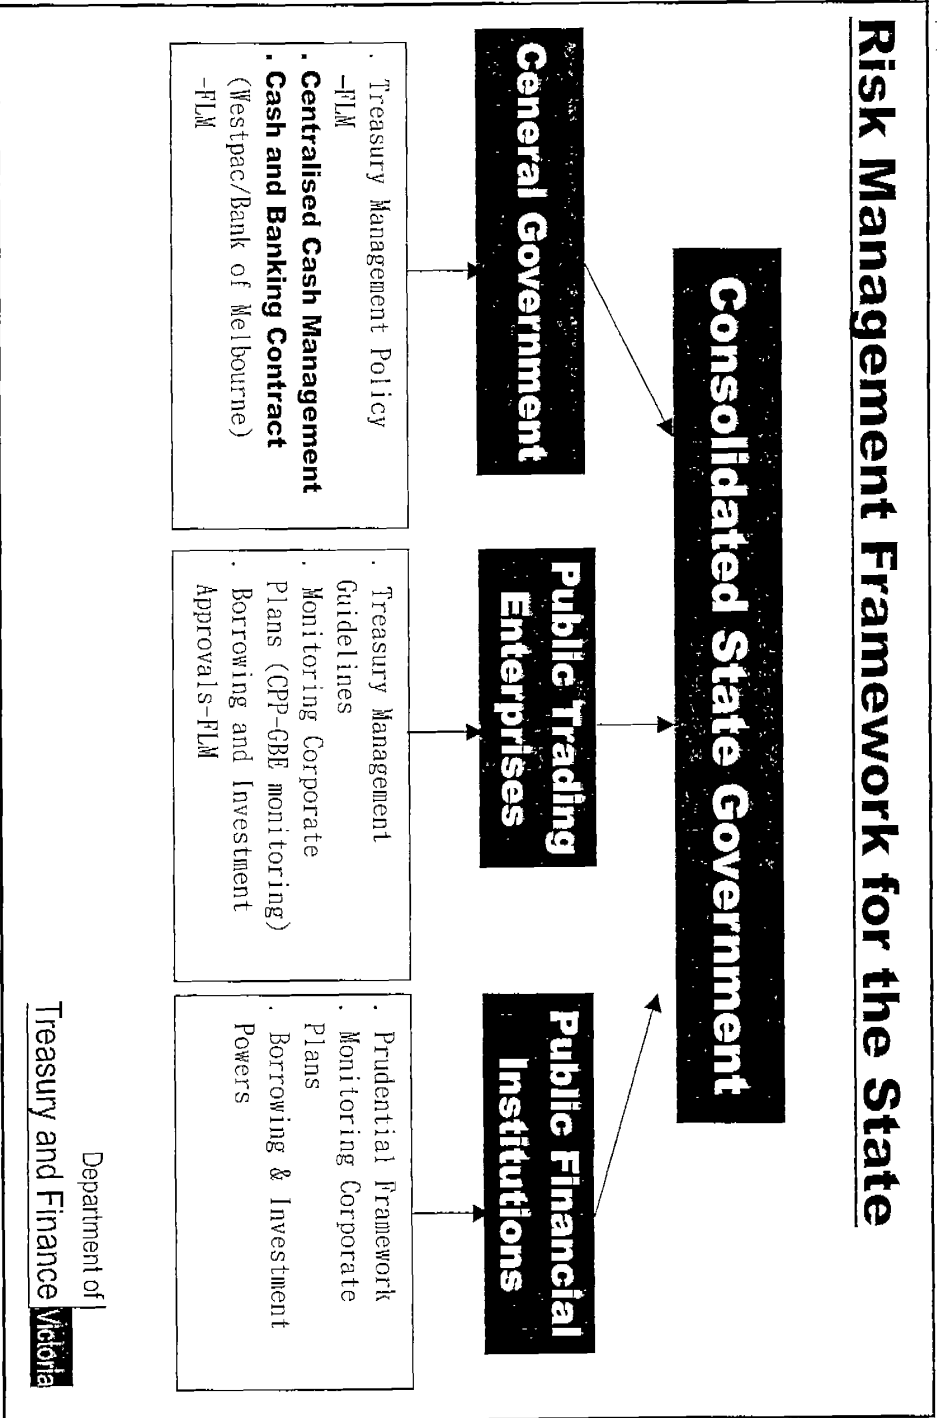 Risk Management Framework for the State
Consolidated State Government
General Government
Public Trading
Enterprises
Public Financial
Institutions
. Treasury Management Policy
-FLM
. Centralised Cash Management
. Cash and Banking Contract
(Westpac/Bank of Melbourne)
-FLM
. Treasury Management
Guidelines
. Monitoring Corporate
Plans (CPP-GBE monitoring)
. Borrowing and Investment
Approvals-FLM
. Prudential Framework
. Monitoring Corporate
Plans
. Borrowing & Investment
Powers
Department of
Treasury and Finance Victoria